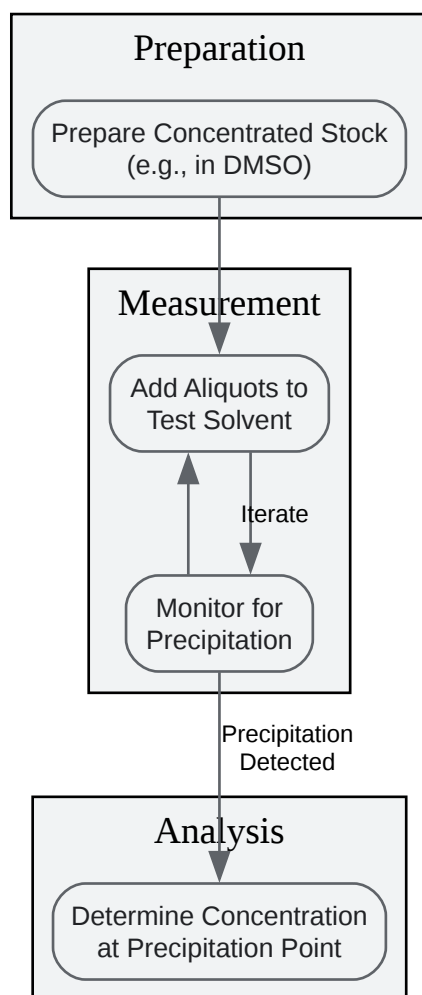 Preparation
Prepare Concentrated Stock
(e.g., in DMSO)
Measurement
Add Aliquots to
Test Solvent
Iterate
Monitor for
Precipitation
Precipitation
Detected
Analysis
Determine Concentration
at Precipitation Point